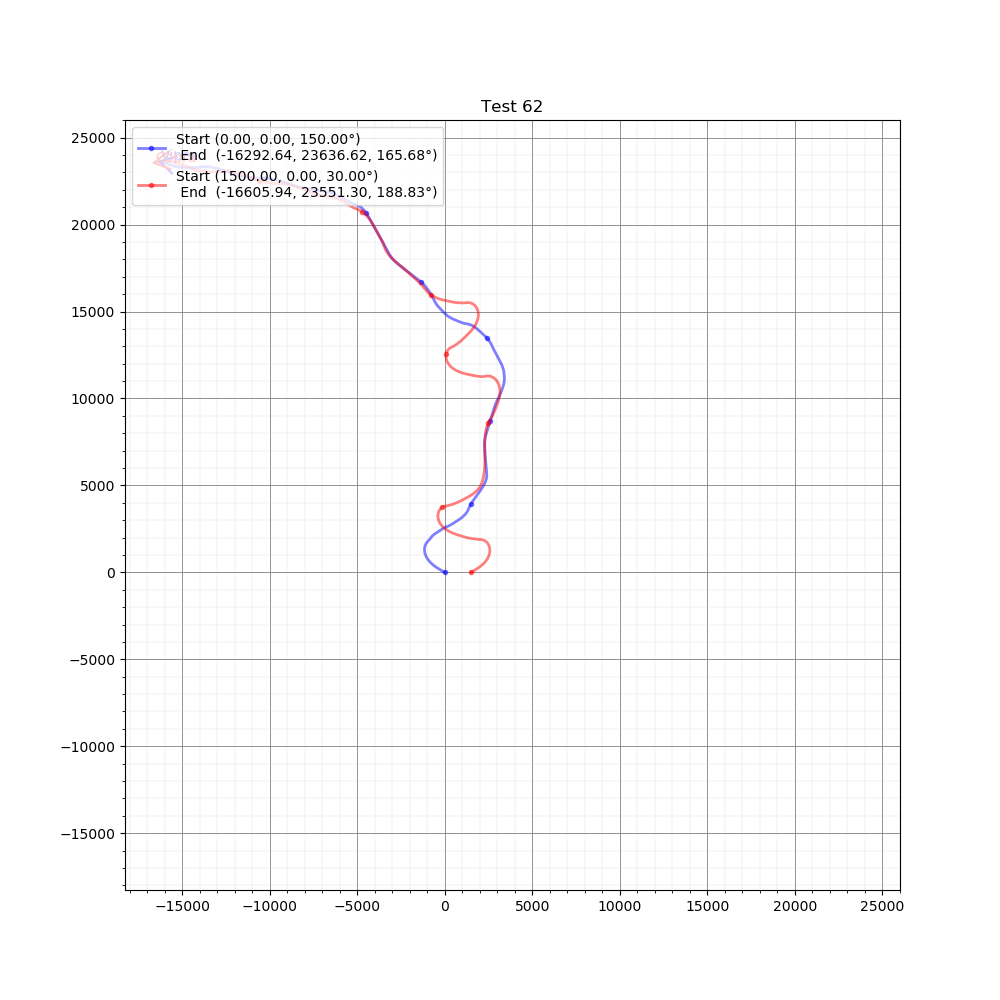 Test 62
Start (0.00, 0.00, 150.00°)
End (-16292.64, 23636.62, 165.68°)
Start (1500.00, 0.00, 30.00°)
End (-16605.94, 23551.30, 188.83°)
25000
20000
15000
10000
5000
0
−5000
−10000
−15000
−15000 −10000 −5000 0 5000 10000 15000 20000 25000